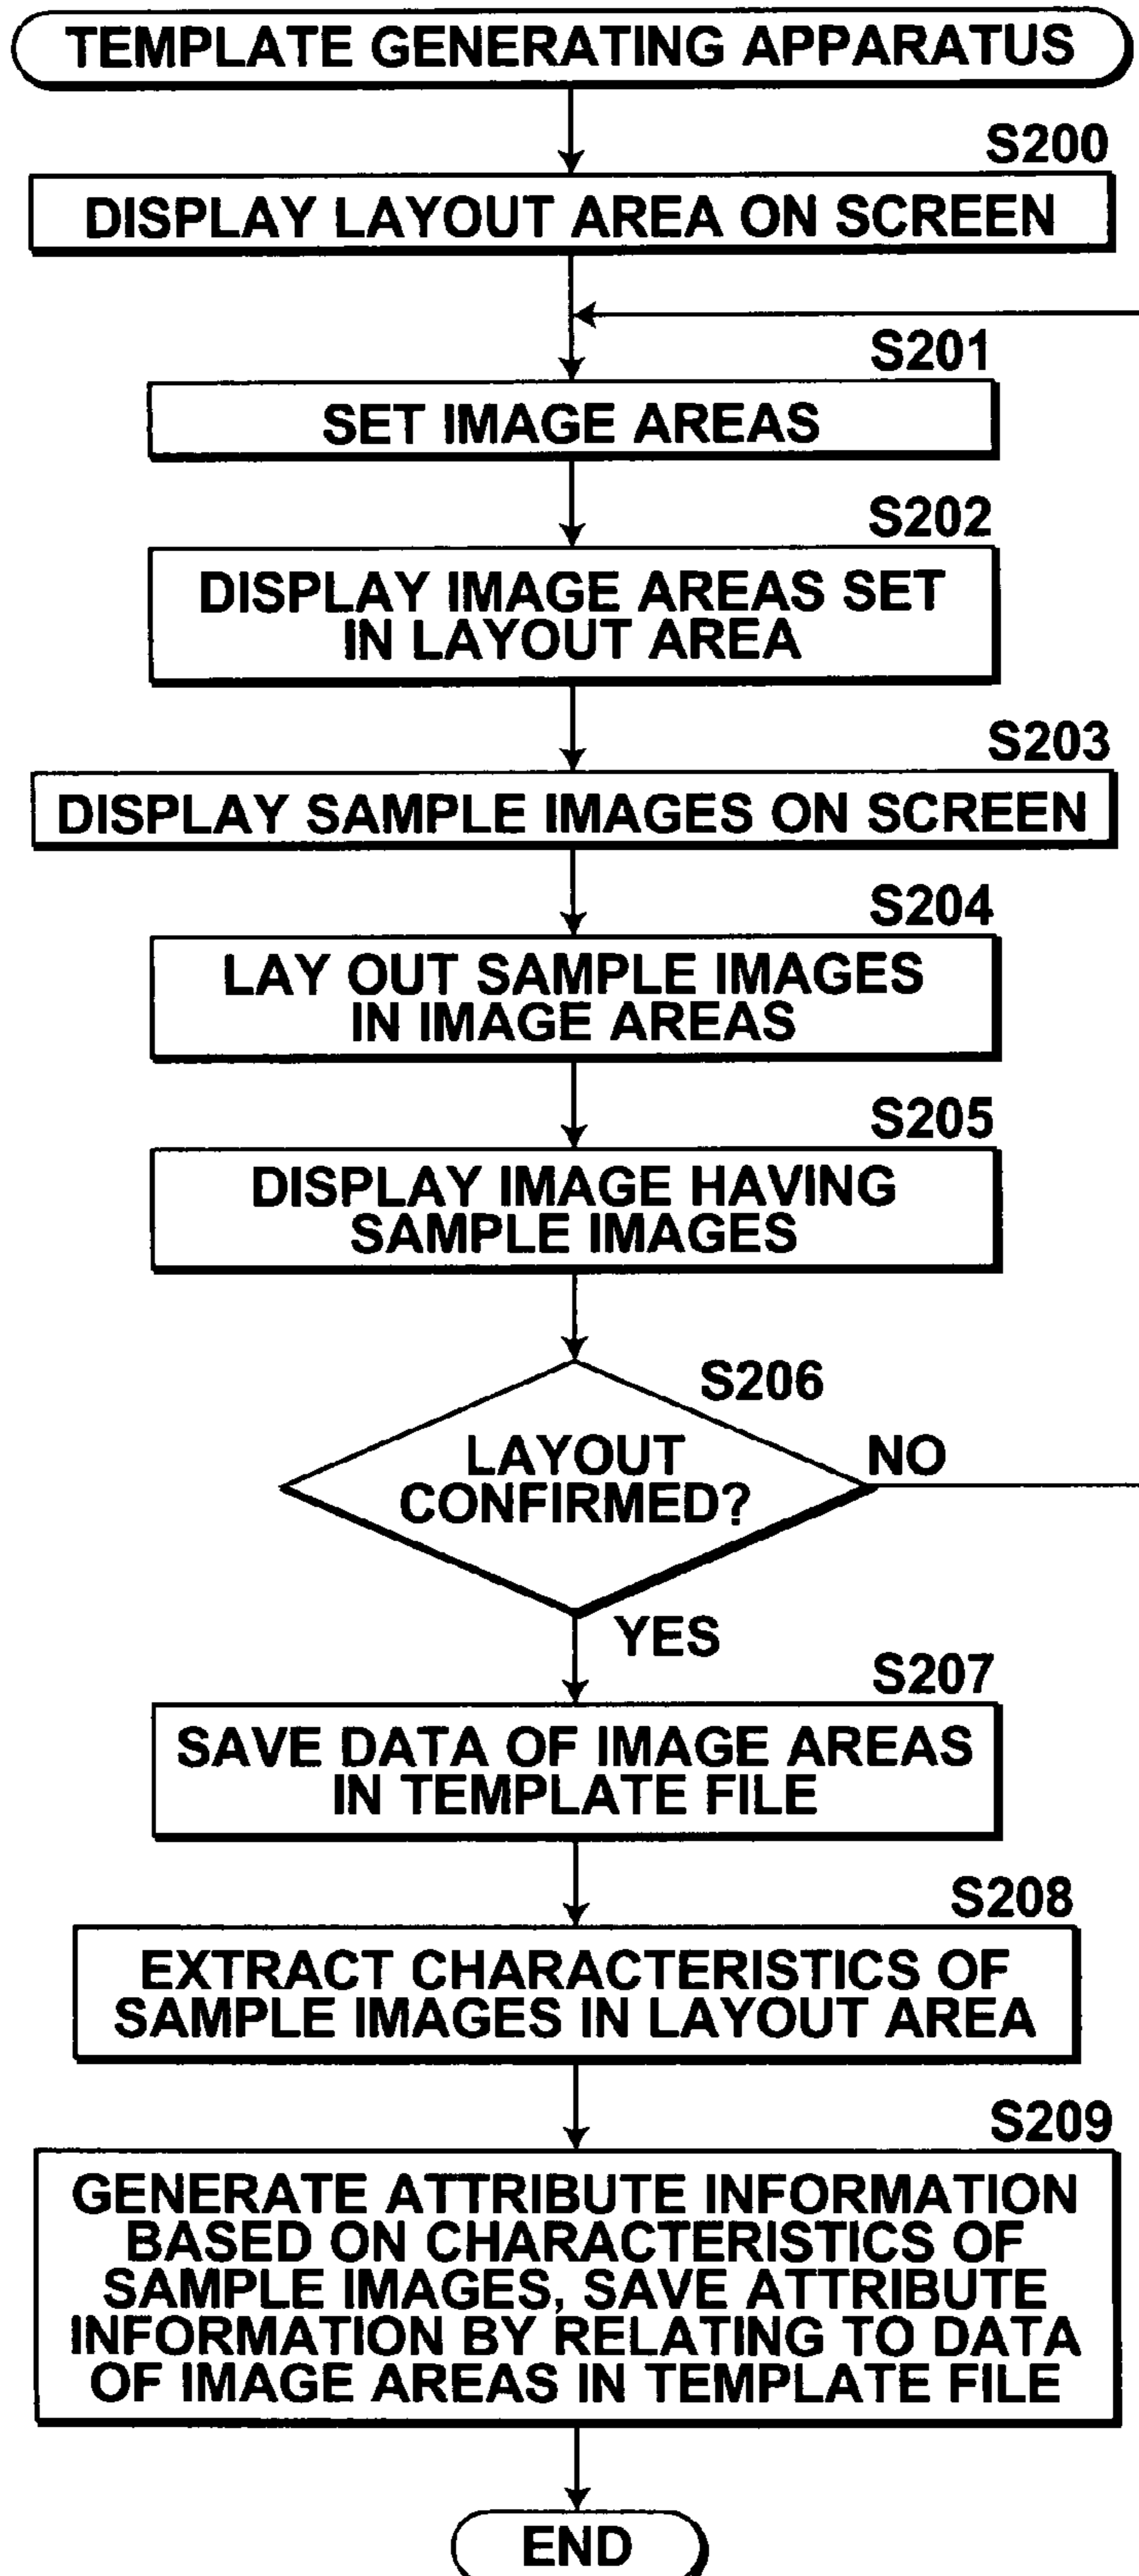 TEMPLATE GENERATING APPARATUS
S200
DISPLAY LAYOUT AREA ON SCREEN
S201
SET IMAGE AREAS
S202
DISPLAY IMAGE AREAS SET
IN LAYOUT AREA
S203
DISPLAY SAMPLE IMAGES ON SCREEN
S204
LAY OUT SAMPLE IMAGES
IN IMAGE AREAS
S205
DISPLAY IMAGE HAVING
SAMPLE IMAGES
S206
LAYOUT
CONFIRMED?
NO
YES
S207
SAVE DATA OF IMAGE AREAS
IN TEMPLATE FILE
S208
EXTRACT CHARACTERISTICS OF
SAMPLE IMAGES IN LAYOUT AREA
S209
GENERATE ATTRIBUTE INFORMATION
BASED ON CHARACTERISTICS OF
SAMPLE IMAGES, SAVE ATTRIBUTE
INFORMATION BY RELATING TO DATA
OF IMAGE AREAS IN TEMPLATE FILE
END